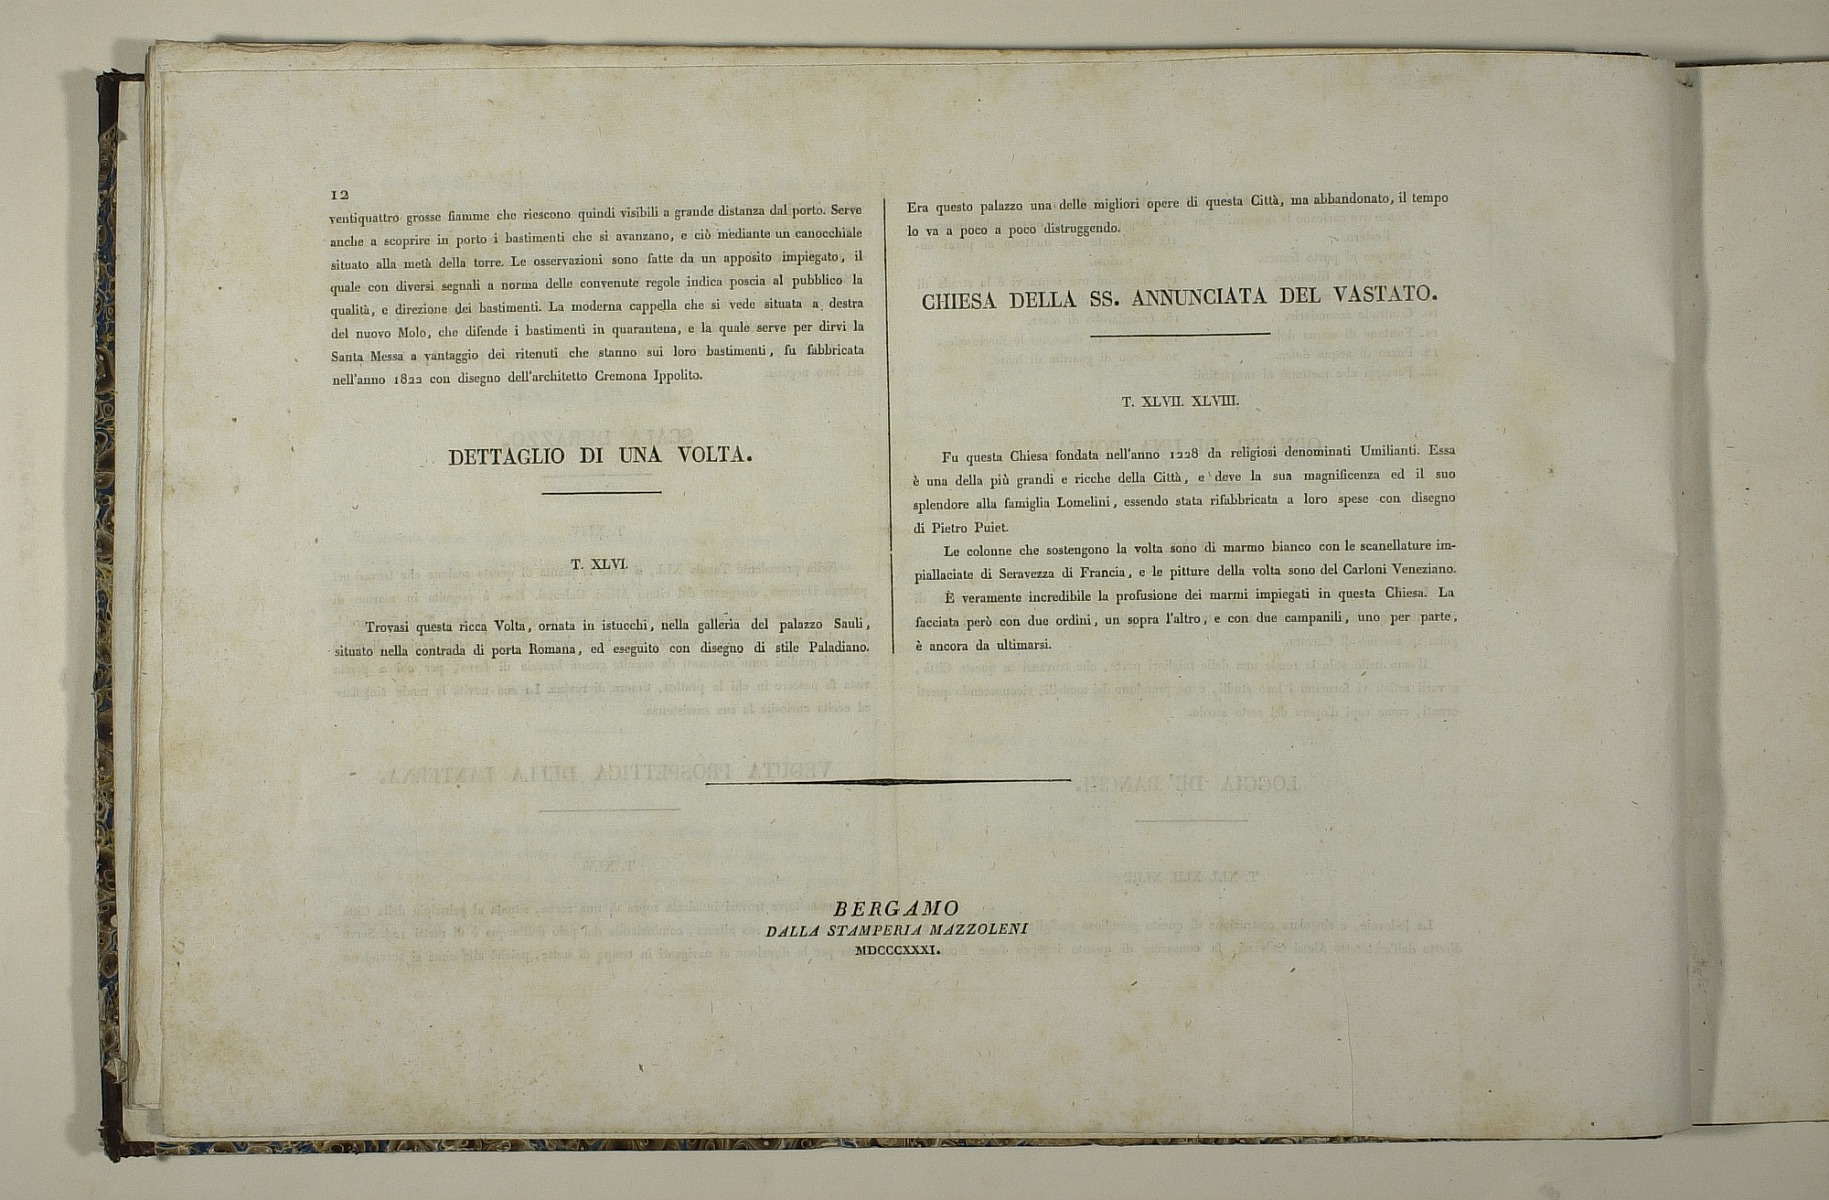 12
ventiquattro grosse fiamme che riescono quindi visibili a grande distanza dal porto. Serve
anche a scoprire in porto i bastimenti che si avanzano, e ciò mediante un canocchiale
situato alla metà della torre. Le osservazioni sono fatte da un apposito impiegato, il
quale con diversi segnali a norma delle convenute regole indica poscia al pubblico la
qualità, e direzione dei bastimenti. La moderna cappella che si vede situata a destra
del nuovo Molo, che difende i bastimenti in quarantena, e la quale serve per dirvi la
Santa Messa a vantaggio dei ritenuti che stanno sui loro bastimenti, fu fabbricata
nell'anno 1822 con disegno dell'architetto Cremona Ippolito.
DETTAGLIO DI UNA VOLTA.
T. XLVI.
Trovasi questa ricca Volta, ornata in istucchi, nella galleria del palazzo Sauli,
situato nella contrada di porta Romana, ed eseguito con disegno di stile Paladiano.
Era questo palazzo una delle migliori opere di questa Città, ma abbandonato, il tempo
lo va a poco a poco distruggendo.
CHIESA DELLA SS. ANNUNCIATA DEL VASTATO.
T. XLVII. XLVIII.
Fu questa Chiesa fondata nell'anno 1228 da religiosi denominati Umilianti. Essa
è una della più grandi e ricche della Città, e deve la sua magnificenza ed il suo
splendore alla famiglia Lomelini, essendo stata rifabbricata a loro spese con disegno
di Pietro Puiet.
Le colonne che sostengono la volta sono di marmo bianco con le scanellature im-
piallaciate di Seravezza di Francia, e le pitture della volta sono del Carloni Veneziano.
È veramente incredibile la profusione dei marmi impiegati in questa Chiesa. La
facciata però con due ordini, un sopra l'altro, e con due campanili, uno per parte,
è ancora da ultimarsi.
BERGAMO
DALLA STAMPERIA MAZZOLENI
MDCCCXXXI.